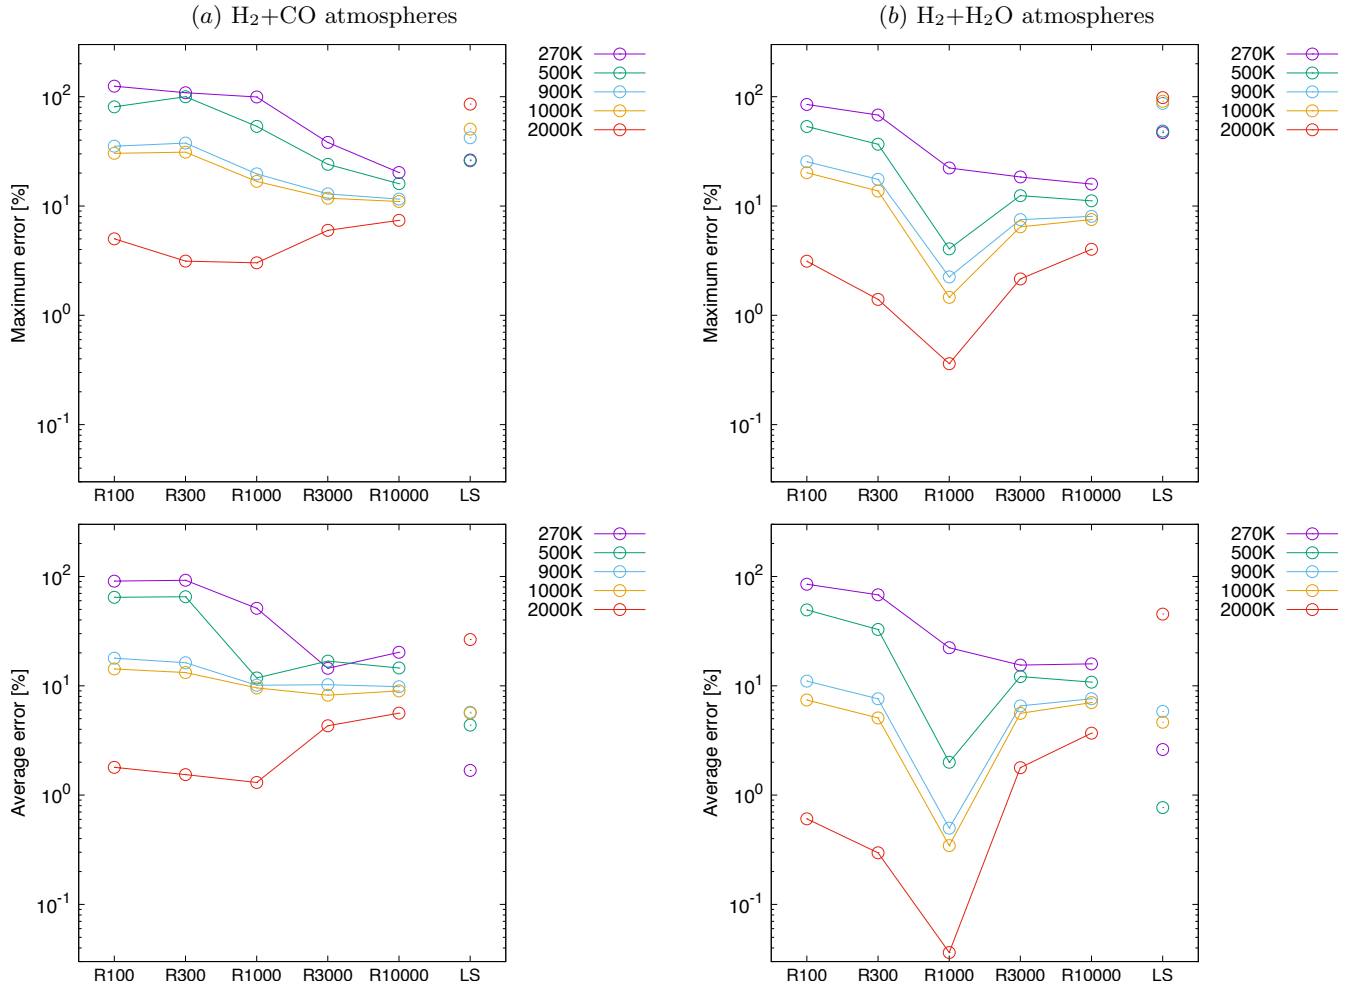 (a) H₂+CO atmospheres
(b) H₂+H₂O atmospheres
Maximum error [%]
10²
10¹
10⁰
10⁻¹
R100 R300 R1000 R3000 R10000 LS
270K
500K
900K
1000K
2000K
Maximum error [%]
10²
10¹
10⁰
10⁻¹
R100 R300 R1000 R3000 R10000 LS
270K
500K
900K
1000K
2000K
Average error [%]
10²
10¹
10⁰
10⁻¹
R100 R300 R1000 R3000 R10000 LS
270K
500K
900K
1000K
2000K
Average error [%]
10²
10¹
10⁰
10⁻¹
R100 R300 R1000 R3000 R10000 LS
270K
500K
900K
1000K
2000K